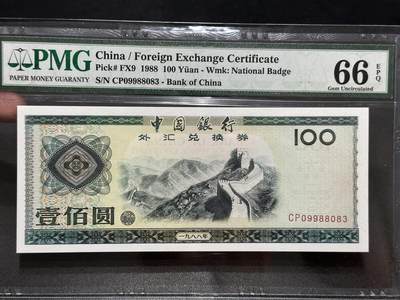 PMG
PAPER MONEY GUARANTY
China / Foreign Exchange Certificate
Pick# FX9 1988 100 Yüan - Wmk: National Badge
S/N CP09988083 - Bank of China
66 EPQ
Gem Uncirculated
中国银行
外汇兑换券
100
壹佰圆
CP09988083
一九八八年